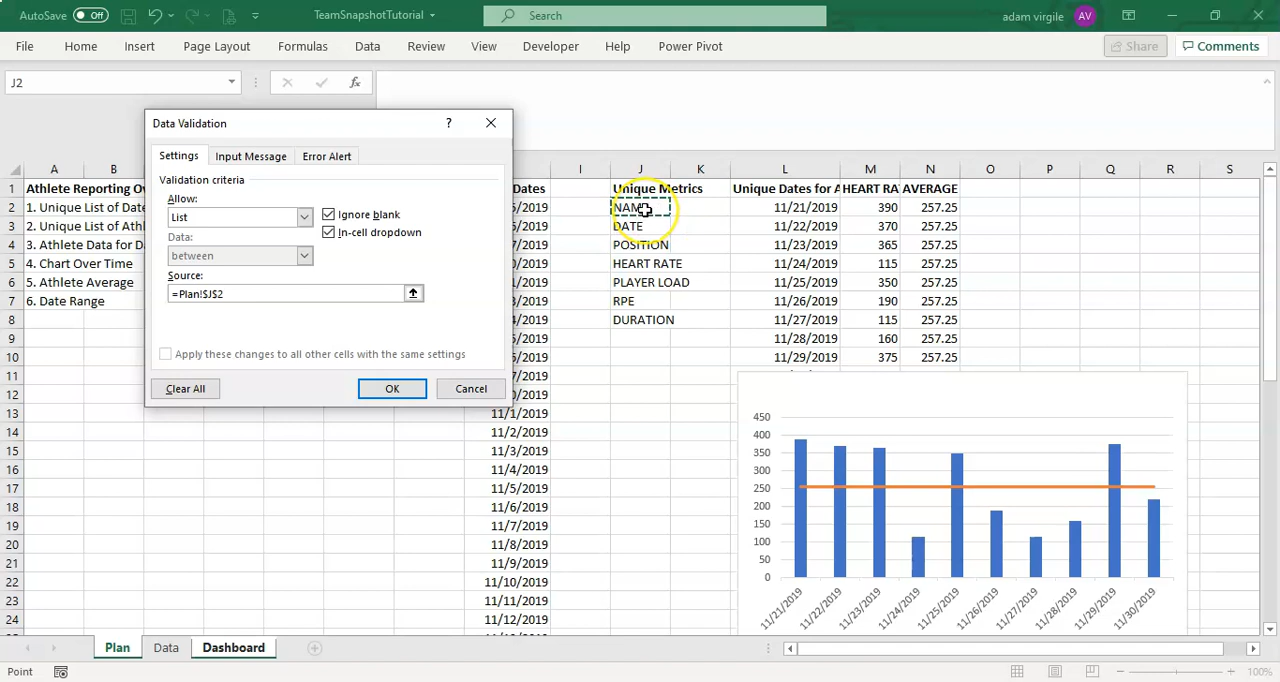 AutoSave Off TeamSnapshotTutorial Search adam virgile AV
File Home Insert Page Layout Formulas Data Review View Developer Help Power Pivot Share Comments
J2 fx
Data Validation ?
Settings Input Message Error Alert
Validation criteria
Allow:
List Ignore blank
Data: In-cell dropdown
between
Source:
=Plan!$J$2
Apply these changes to all other cells with the same settings
Clear All OK Cancel
A B I J K L M N O P Q R S
1 Athlete Reporting Ov Dates Unique Metrics Unique Dates for A HEART RA AVERAGE
2 1. Unique List of Date 5/2019 NAM 11/21/2019 390 257.25
3 2. Unique List of Ath 6/2019 DATE 11/22/2019 370 257.25
4 3. Athlete Data for Da 7/2019 POSITION 11/23/2019 365 257.25
5 4. Chart Over Time 0/2019 HEART RATE 11/24/2019 115 257.25
6 5. Athlete Average 1/2019 PLAYER LOAD 11/25/2019 350 257.25
7 6. Date Range 3/2019 RPE 11/26/2019 190 257.25
8 4/2019 DURATION 11/27/2019 115 257.25
9 5/2019 11/28/2019 160 257.25
10 6/2019 11/29/2019 375 257.25
11 7/2019
12 0/2019
13 11/1/2019
14 11/2/2019
15 11/3/2019
16 11/4/2019
17 11/5/2019
18 11/6/2019
19 11/7/2019
20 11/8/2019
21 11/9/2019
22 11/10/2019
23 11/11/2019
24 11/12/2019
450
400
350
300
250
200
150
100
50
0
11/21/2019 11/22/2019 11/23/2019 11/24/2019 11/25/2019 11/26/2019 11/27/2019 11/28/2019 11/29/2019 11/30/2019
Plan Data Dashboard
Point 100%